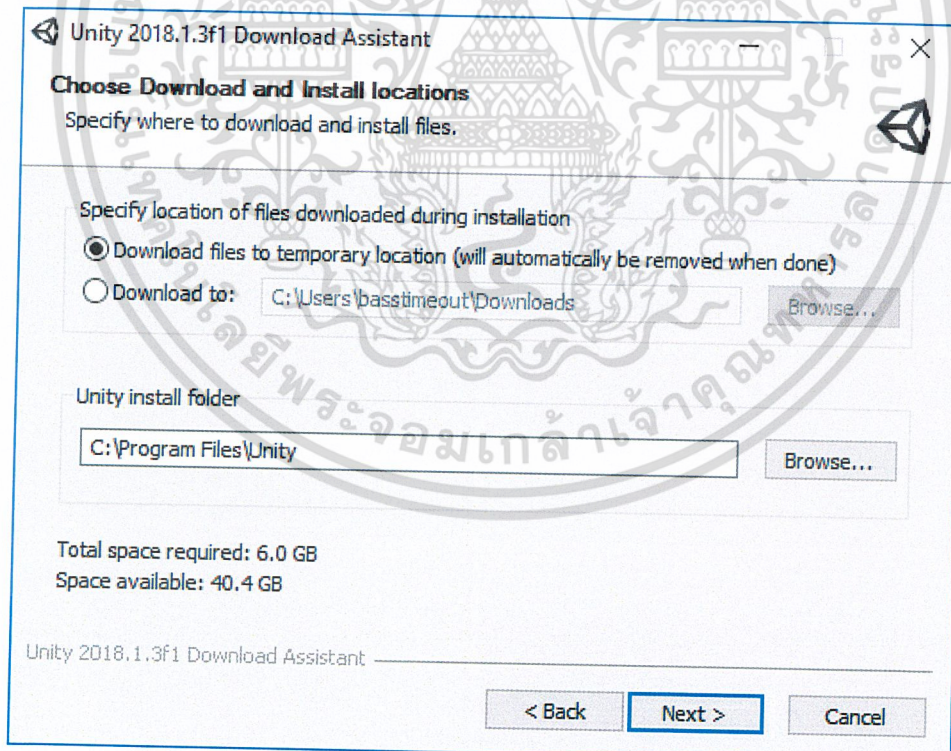 Unity 2018.1.3f1 Download Assistant
Choose Download and Install locations
Specify where to download and install files.
Specify location of files downloaded during installation
Download files to temporary location (will automatically be removed when done)
Download to: C:\Users\basstimeout\Downloads Browse...
Unity install folder
C:\Program Files\Unity Browse...
Total space required: 6.0 GB
Space available: 40.4 GB
Unity 2018.1.3f1 Download Assistant
< Back Next > Cancel